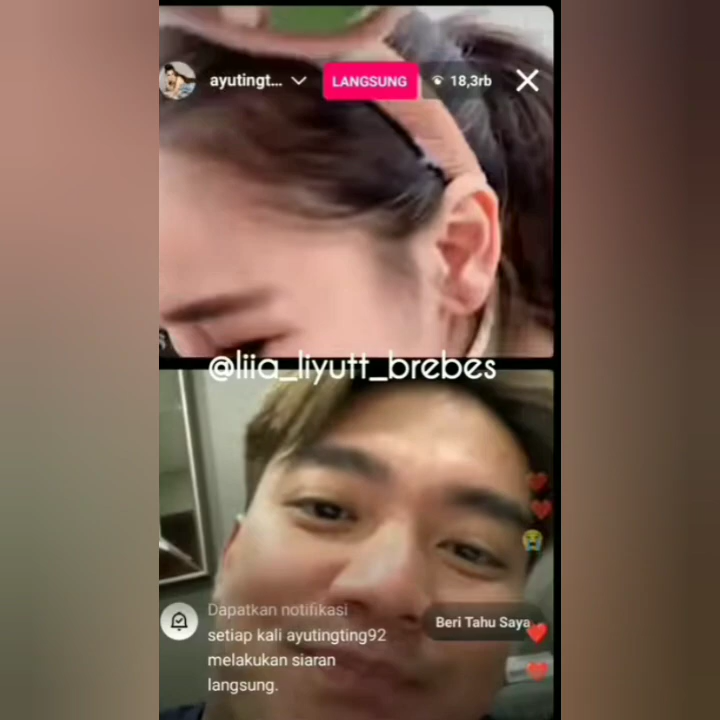 ayutingt...
LANGSUNG
18,3rb
@liia_liyutt_brebes
Dapatkan notifikasi
setiap kali ayutingting92
melakukan siaran
langsung.
Beri Tahu Saya